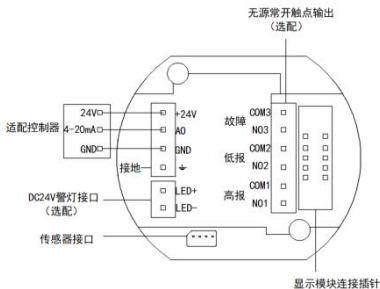 无源常开触点输出
（选配）
适配控制器
24V
4-20mA
GND
接地
+24V
AO
GND
DC24V警灯接口
（选配）
LED+
LED-
传感器接口
故障
COM3
NO3
低报
COM2
NO2
高报
COM1
NO1
显示模块连接插针